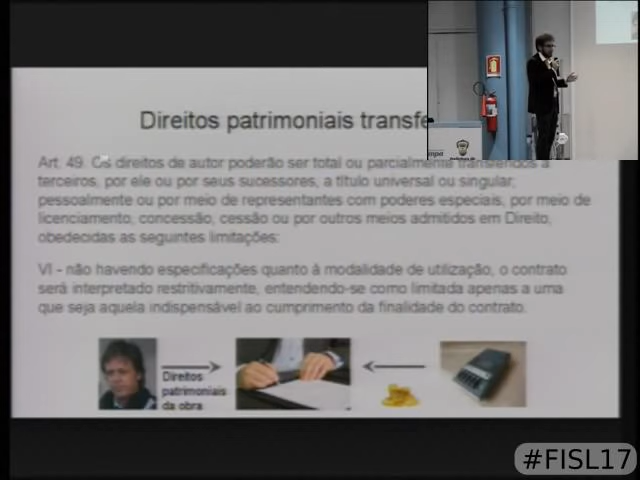 Direitos patrimoniais transfe
Art. 49. Os direitos de autor poderão ser total ou parcialmente transferidos a
terceiros, por ele ou por seus sucessores, a título universal ou singular,
pessoalmente ou por meio de representantes com poderes especiais, por meio de
licenciamento, concessão, cessão ou por outros meios admitidos em Direito,
obedecidas as seguintes limitações:
VI - não havendo especificações quanto à modalidade de utilização, o contrato
será interpretado restritivamente, entendendo-se como limitada apenas a uma
que seja aquela indispensável ao cumprimento da finalidade do contrato.
Direitos
patrimoniais
da obra
#FISL17